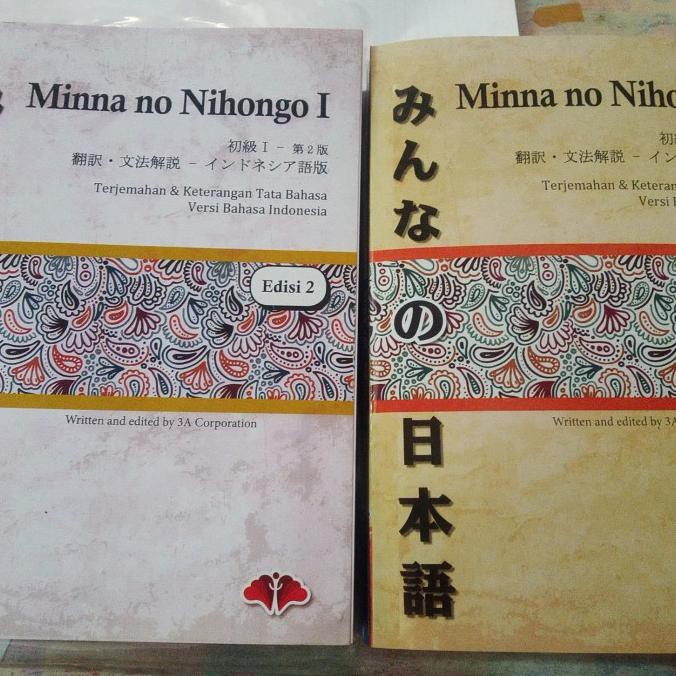 Minna no Nihongo I
初級 I - 第2版
翻訳・文法解説 - インドネシア語版
Terjemahan & Keterangan Tata Bahasa
Versi Bahasa Indonesia
Edisi 2
Written and edited by 3A Corporation
みんなの日本語
Minna no Niho
初
翻訳・文法解説 - イン
Terjemahan & Keteran
Versi
Written and edited by 3A